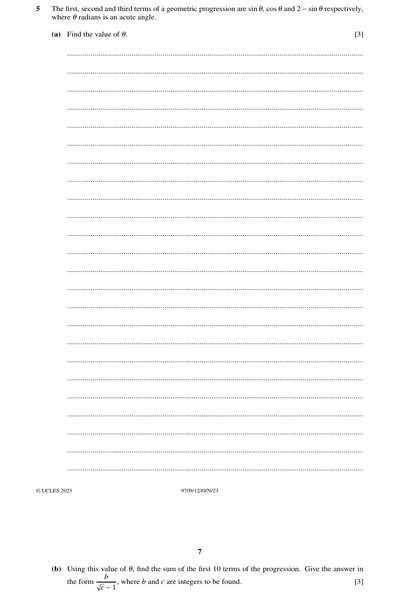 5 The first, second and third terms of a geometric progression are sin θ, cos θ and 2 − sin θ respectively,
where θ radians is an acute angle.
(a) Find the value of θ. [3]
© UCLES 2023 9709/12/O/N/23
7
(b) Using this value of θ, find the sum of the first 10 terms of the progression. Give the answer in
the form b/(√c − 1), where b and c are integers to be found. [3]